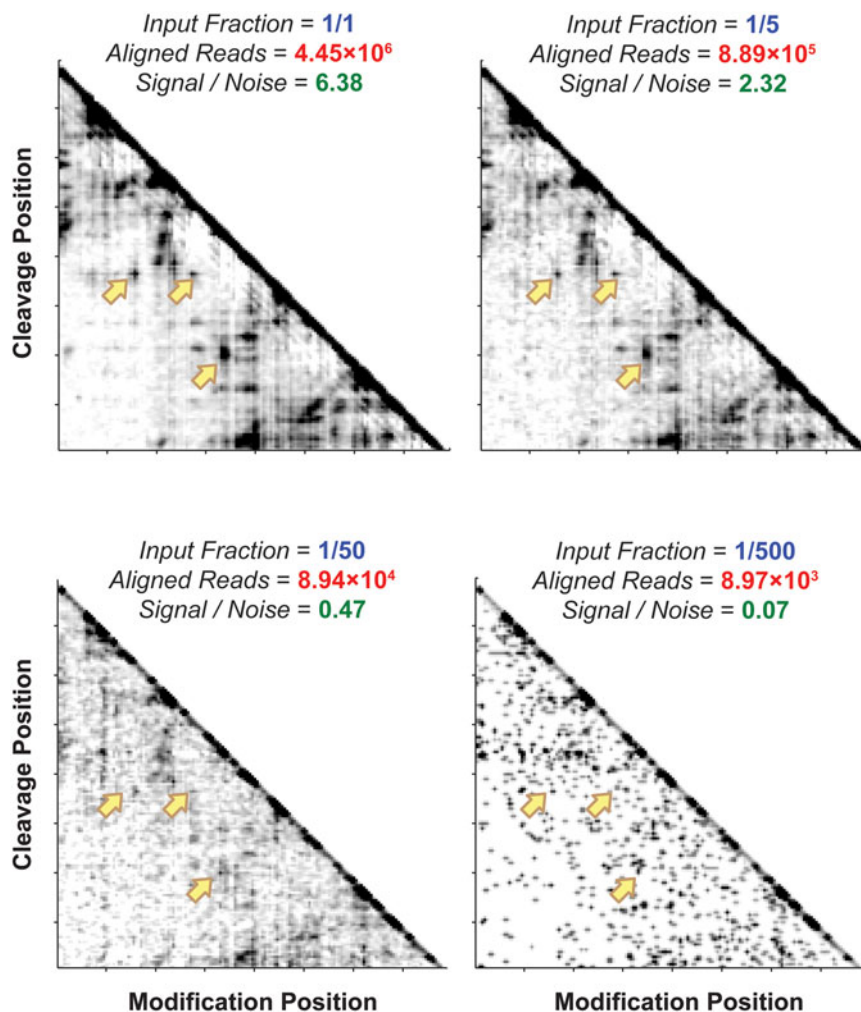 Input Fraction = 1/1
Aligned Reads = 4.45×10⁶
Signal / Noise = 6.38
Input Fraction = 1/5
Aligned Reads = 8.89×10⁵
Signal / Noise = 2.32
Cleavage Position
Input Fraction = 1/50
Aligned Reads = 8.94×10⁴
Signal / Noise = 0.47
Input Fraction = 1/500
Aligned Reads = 8.97×10³
Signal / Noise = 0.07
Cleavage Position
Modification Position
Modification Position